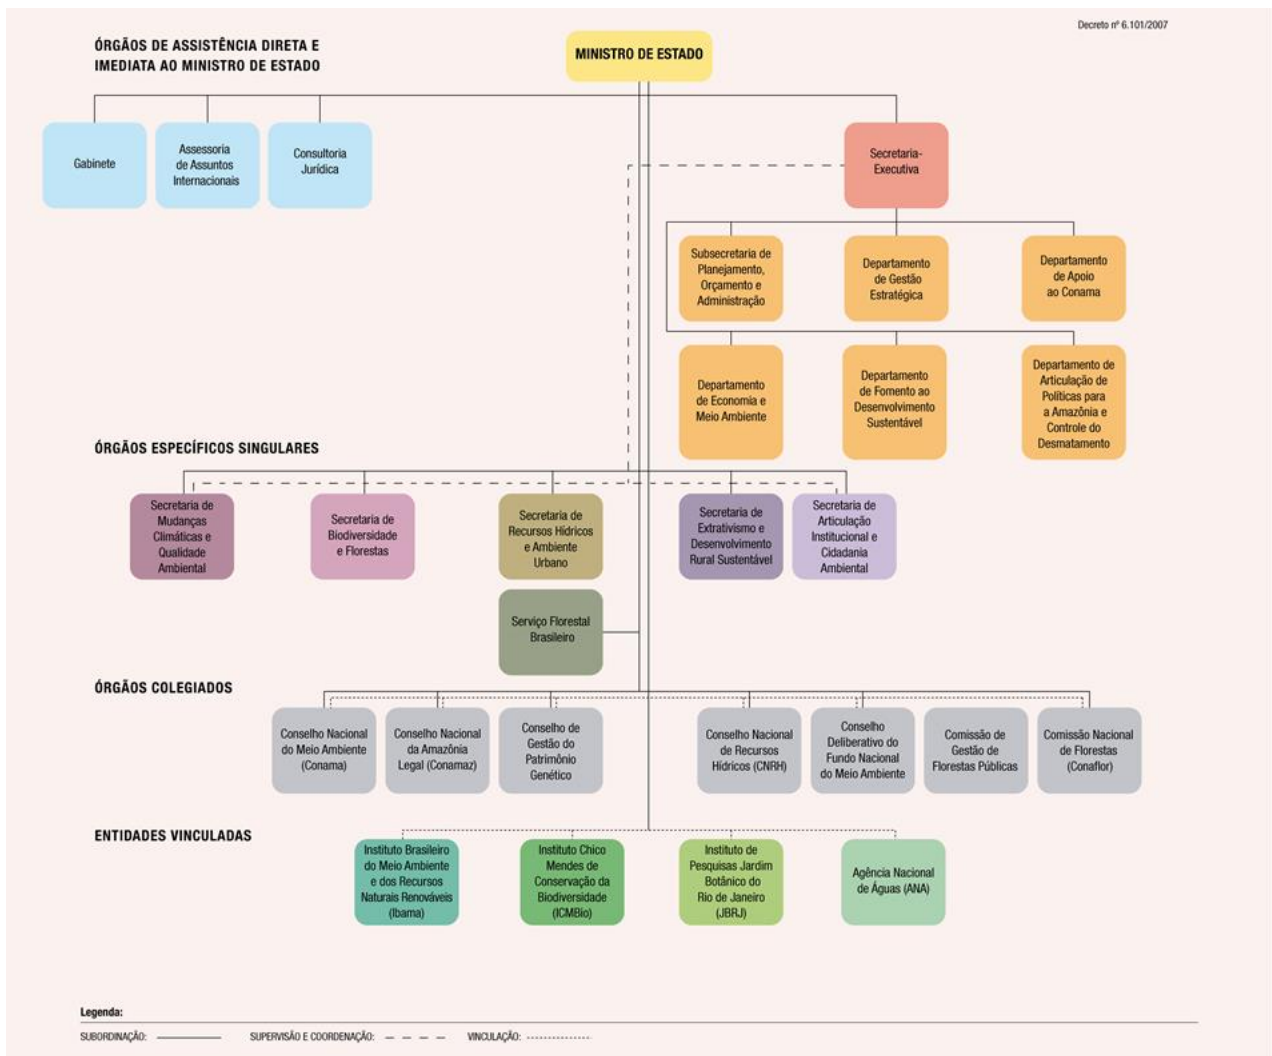 Decreto nº 6.101/2007
ÓRGÃOS DE ASSISTÊNCIA DIRETA E
IMEDIATA AO MINISTRO DE ESTADO
MINISTRO DE ESTADO
Gabinete
Assessoria
de Assuntos
Internacionais
Consultoria
Jurídica
Secretaria-
Executiva
Subsecretaria de
Planejamento,
Orçamento e
Administração
Departamento
de Gestão
Estratégica
Departamento
de Apoio
ao Conama
Departamento
de Economia e
Meio Ambiente
Departamento
de Fomento ao
Desenvolvimento
Sustentável
Departamento de
Articulação de
Políticas para
a Amazônia e
Controle do
Desmatamento
ÓRGÃOS ESPECÍFICOS SINGULARES
Secretaria de
Mudanças
Climáticas e
Qualidade
Ambiental
Secretaria de
Biodiversidade
e Florestas
Secretaria de
Recursos Hídricos
e Ambiente
Urbano
Secretaria de
Extrativismo e
Desenvolvimento
Rural Sustentável
Secretaria de
Articulação
Institucional e
Cidadania
Ambiental
Serviço Florestal
Brasileiro
ÓRGÃOS COLEGIADOS
Conselho Nacional
do Meio Ambiente
(Conama)
Conselho Nacional
da Amazônia
Legal (Conamaz)
Conselho de
Gestão do
Patrimônio
Genético
Conselho Nacional
de Recursos
Hídricos (CNRH)
Conselho
Deliberativo do
Fundo Nacional
do Meio Ambiente
Comissão de
Gestão de
Florestas Públicas
Comissão Nacional
de Florestas
(Conaflor)
ENTIDADES VINCULADAS
Instituto Brasileiro
do Meio Ambiente
e dos Recursos
Naturais Renováveis
(Ibama)
Instituto Chico
Mendes de
Conservação da
Biodiversidade
(ICMBio)
Instituto de
Pesquisas Jardim
Botânico do
Rio de Janeiro
(JBRJ)
Agência Nacional
de Águas (ANA)
Legenda:
SUBORDINAÇÃO:
SUPERVISÃO E COORDENAÇÃO:
VINCULAÇÃO: